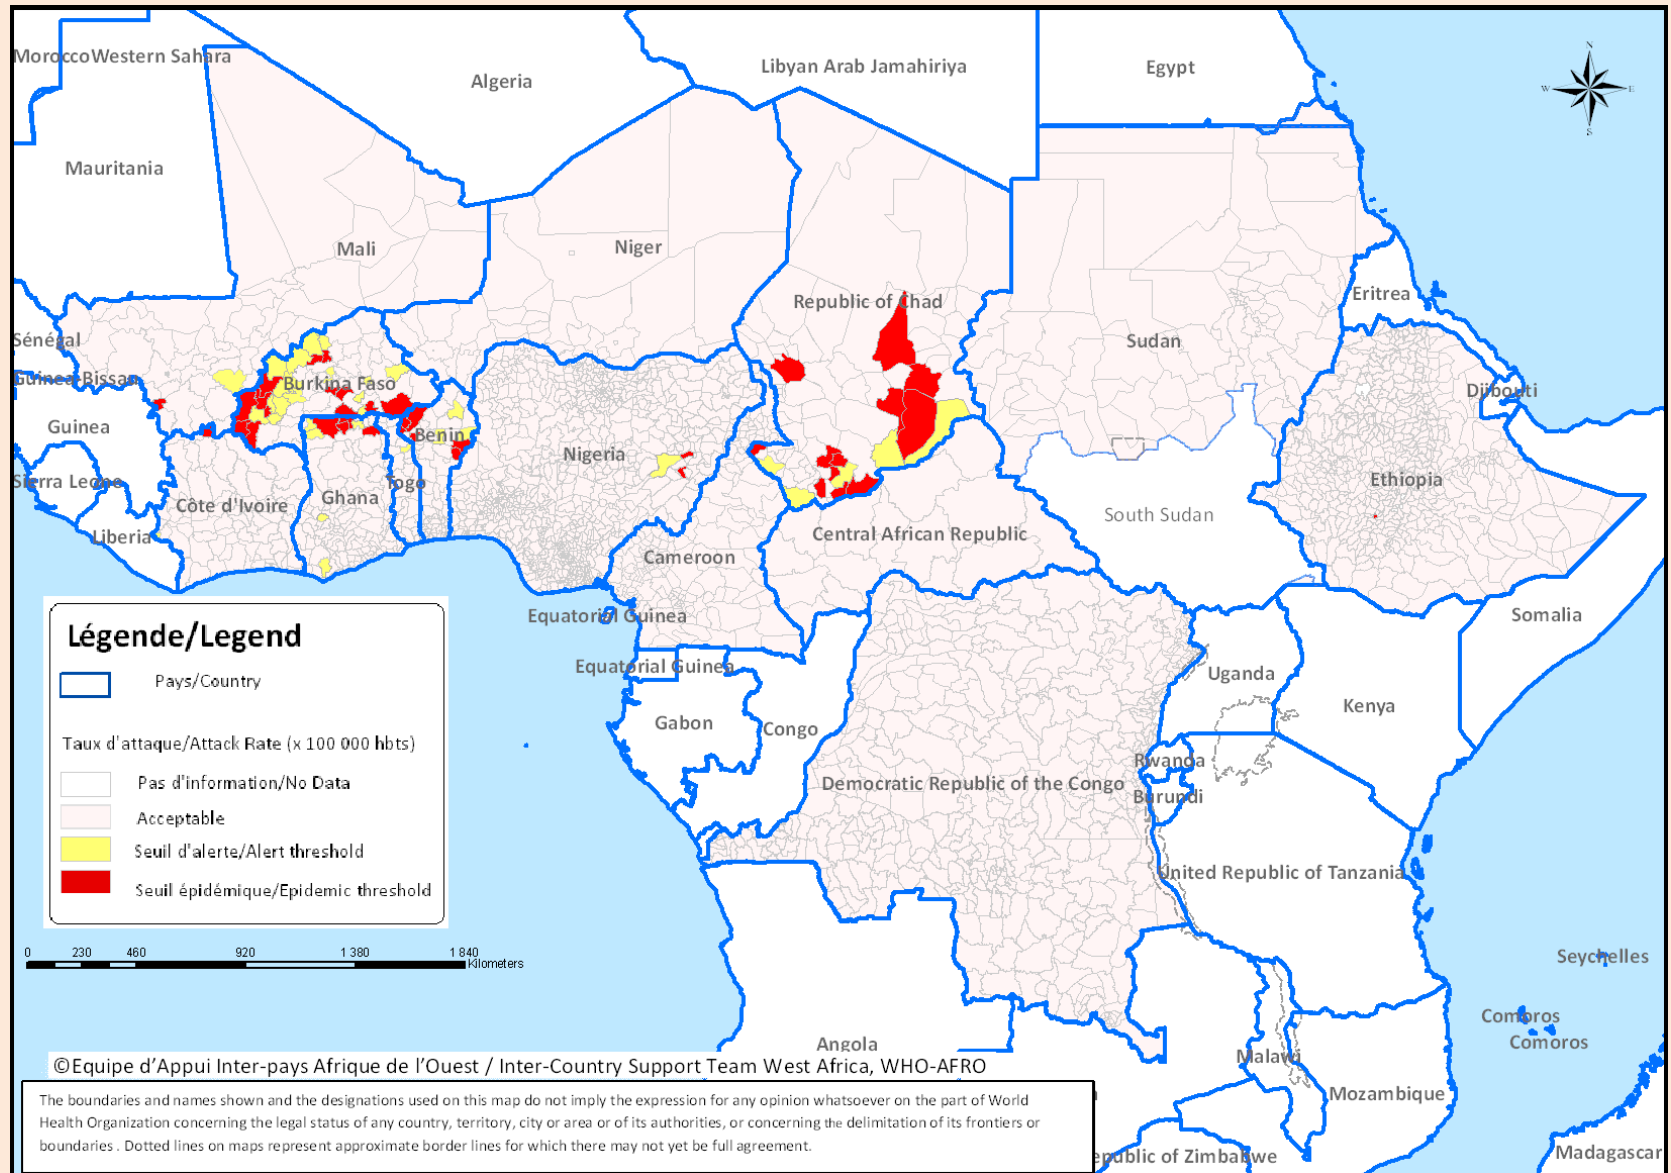 Morocco
Western Sahara
Algeria
Libyan Arab Jamahiriya
Egypt
N
W
E
S
Mauritania
Mali
Niger
Republic of Chad
Sudan
Eritrea
Sénégal
Guinea-Bissau
Burkina Faso
Djibouti
Guinea
Benin
Nigeria
Sierra Leone
Côte d'Ivoire
Ghana
Togo
Ethiopia
South Sudan
Liberia
Central African Republic
Cameroon
Equatorial Guinea
Somalia
Equatorial Guinea
Uganda
Gabon
Congo
Kenya
Rwanda
Democratic Republic of the Congo
Burundi
United Republic of Tanzania
Seychelles
Comoros
Comoros
Angola
Malawi
Mozambique
Madagascar
epublic of Zimbabwe
Légende/Legend
Pays/Country
Taux d'attaque/Attack Rate (x 100 000 hbts)
Pas d'information/No Data
Acceptable
Seuil d'alerte/Alert threshold
Seuil épidémique/Epidemic threshold
0 230 460 920 1 380 1 840
Kilometers
©Equipe d'Appui Inter-pays Afrique de l'Ouest / Inter-Country Support Team West Africa, WHO-AFRO
The boundaries and names shown and the designations used on this map do not imply the expression for any opinion whatsoever on the part of World
Health Organization concerning the legal status of any country, territory, city or area or of its authorities, or concerning the delimitation of its frontiers or
boundaries . Dotted lines on maps represent approximate border lines for which there may not yet be full agreement.